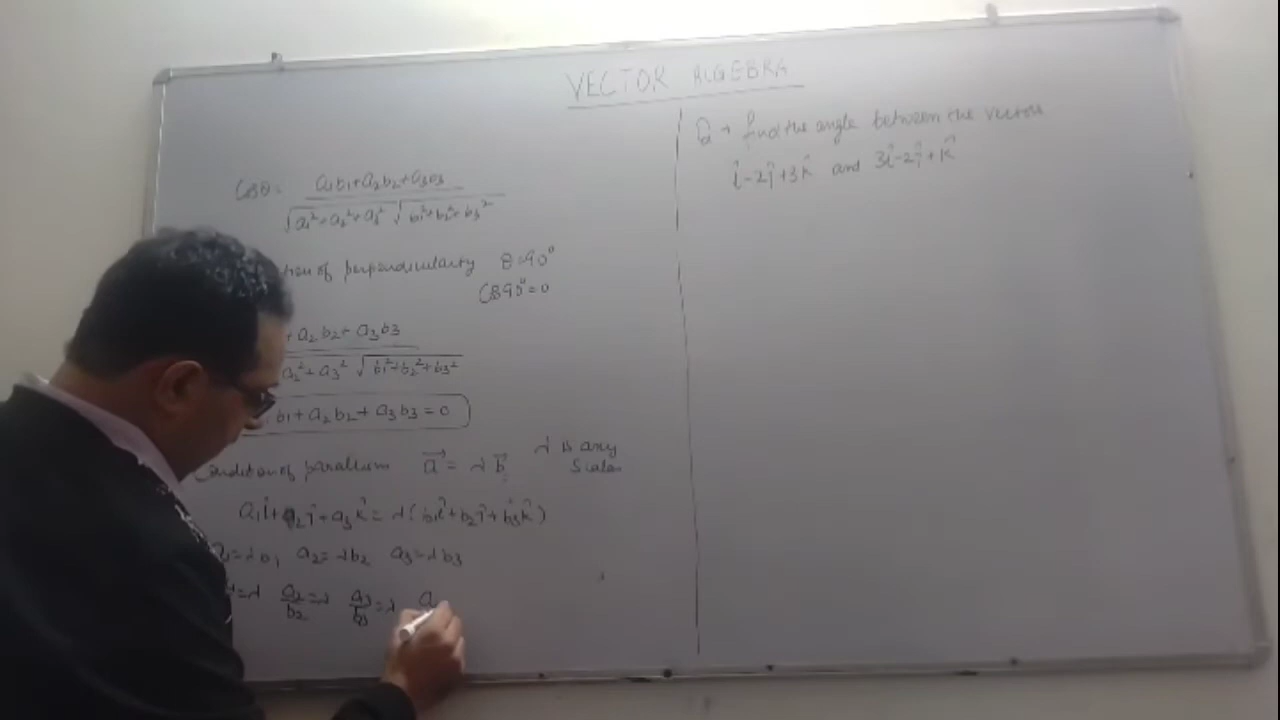 VECTOR ALGEBRA
Cosθ = a₁b₁+a₂b₂+a₃b₃
√a₁²+a₂²+a₃² √b₁²+b₂²+b₃²
of perpendicularity θ=90°
Cos90°=0
+ a₂b₂+ a₃b₃
a₂²+a₃² √b₁²+b₂²+b₃²
b₁+a₂b₂+a₃b₃=0
Condition of a⃗ = λb⃗ λ is any
Scalar
a₁î+a₂ĵ+a₃k̂=λ(b₁î+b₂ĵ+b₃k̂)
=λb₁ a₂=λb₂ a₃=λb₃
=λ a₂/b₂=λ a₃/b₃=λ a
Q → find the angle between the vectors
î-2ĵ+3k̂ and 3î-2ĵ+k̂